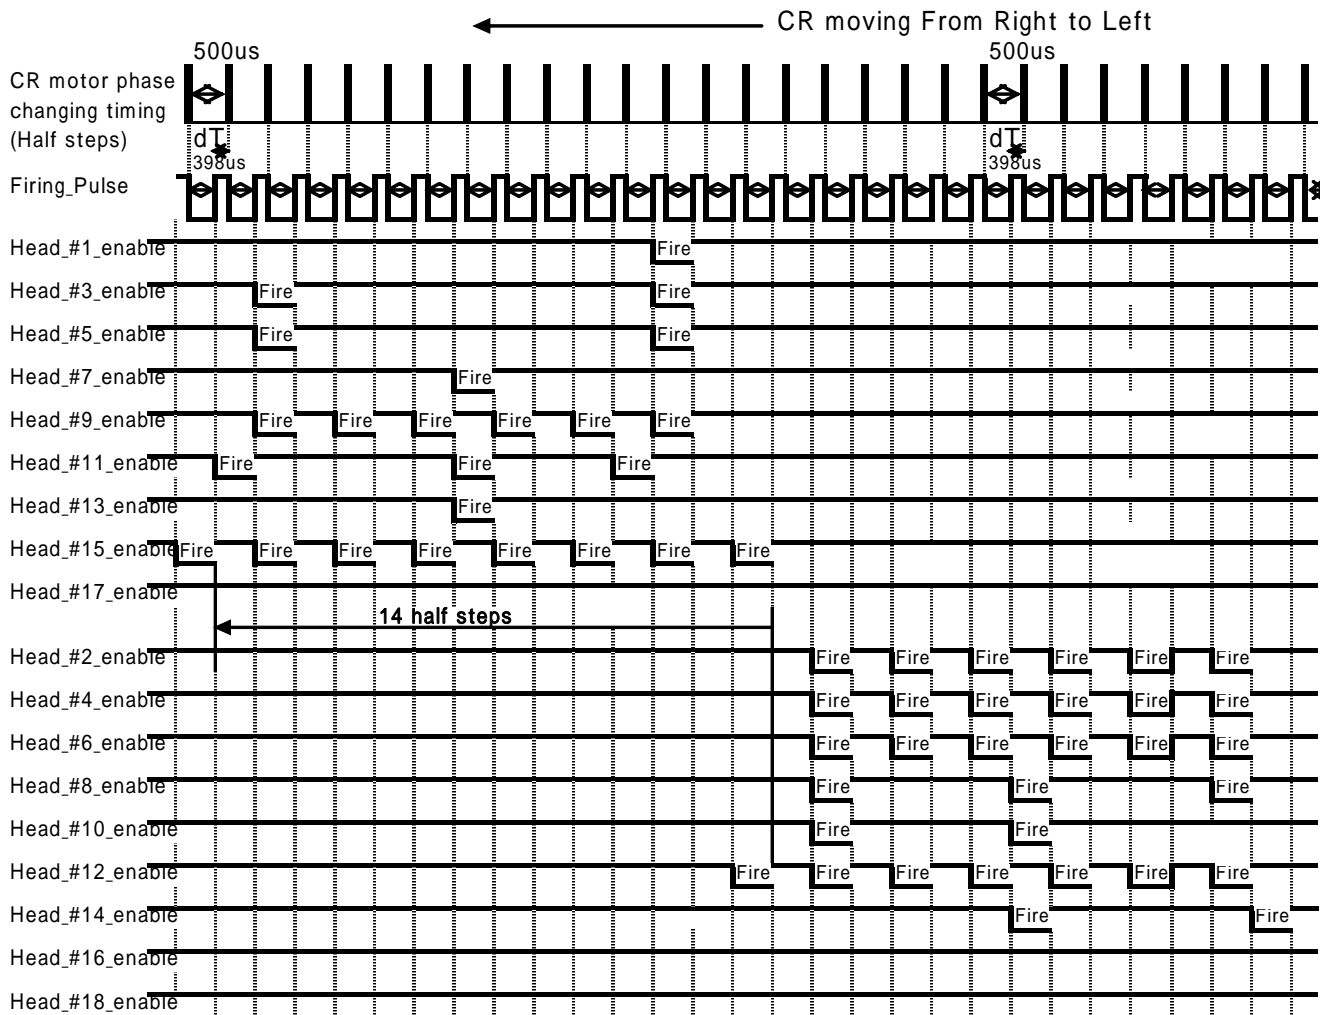 CR moving From Right to Left
500us 500us
CR motor phase
changing timing
(Half steps)
dT dT
398us 398us
Firing_Pulse
Head_#1_enable Fire
Head_#3_enable Fire Fire
Head_#5_enable Fire Fire
Head_#7_enable Fire
Head_#9_enable Fire Fire Fire Fire Fire Fire
Head_#11_enable Fire Fire Fire
Head_#13_enable Fire
Head_#15_enable Fire Fire Fire Fire Fire Fire Fire Fire
Head_#17_enable
14 half steps
Head_#2_enable Fire Fire Fire Fire Fire Fire
Head_#4_enable Fire Fire Fire Fire Fire Fire
Head_#6_enable Fire Fire Fire Fire Fire Fire
Head_#8_enable Fire Fire Fire
Head_#10_enable Fire Fire
Head_#12_enable Fire Fire Fire Fire Fire Fire Fire
Head_#14_enable Fire Fire
Head_#16_enable
Head_#18_enable